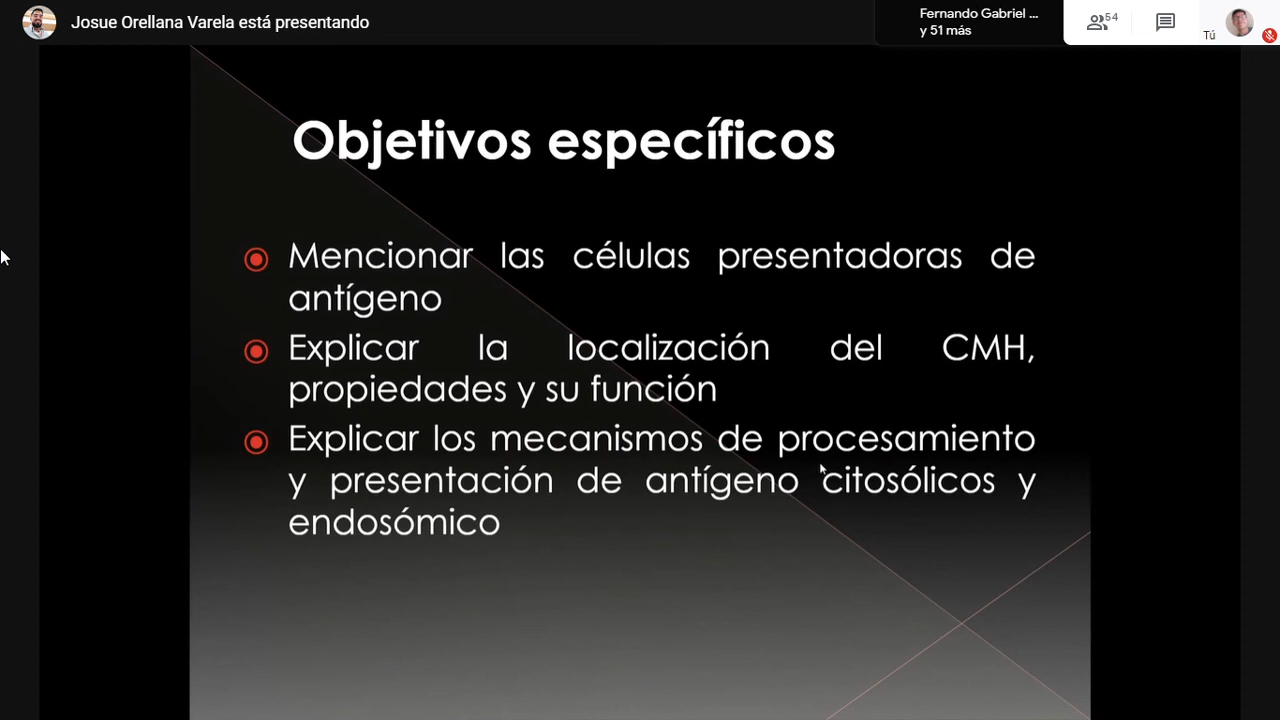 Josue Orellana Varela está presentando
Fernando Gabriel ...
y 51 más
54
Tú
Objetivos específicos
Mencionar las células presentadoras de
antígeno
Explicar la localización del CMH,
propiedades y su función
Explicar los mecanismos de procesamiento
y presentación de antígeno citosólicos y
endosómico